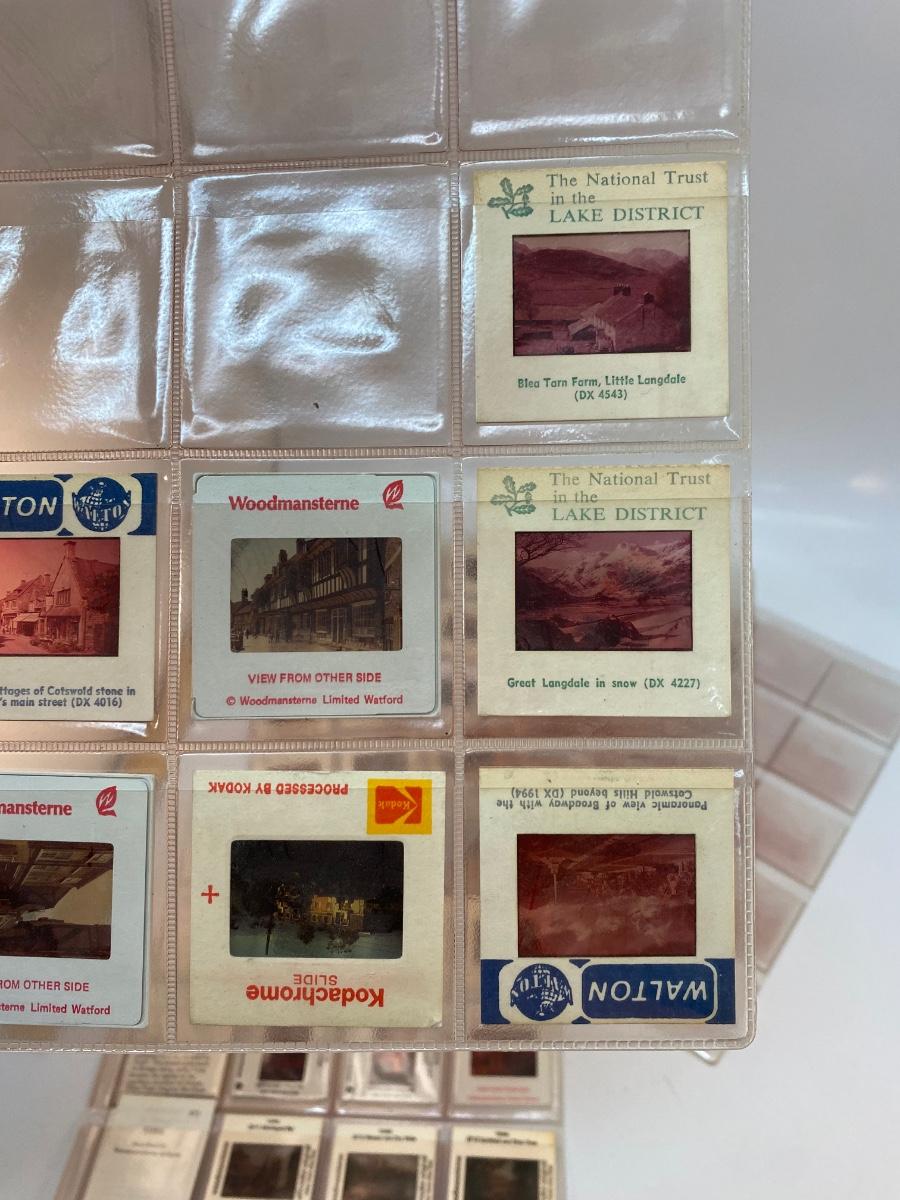 The National Trust
in the
LAKE DISTRICT
Blea Tarn Farm, Little Langdale
(DX 4543)
TON
WALTON
ttages of Cotswold stone in
's main street (DX 4016)
Woodmansterne
VIEW FROM OTHER SIDE
© Woodmansterne Limited Watford
The National Trust
in the
LAKE DISTRICT
Great Langdale in snow (DX 4227)
mansterne
ROM OTHER SIDE
sterne Limited Watford
PROCESSED BY KODAK
Kodak
Kodachrome
SLIDE
Panoramic view of Broadway with the
Cotswold Hills beyond (DX 1994)
WALTON
WALTON